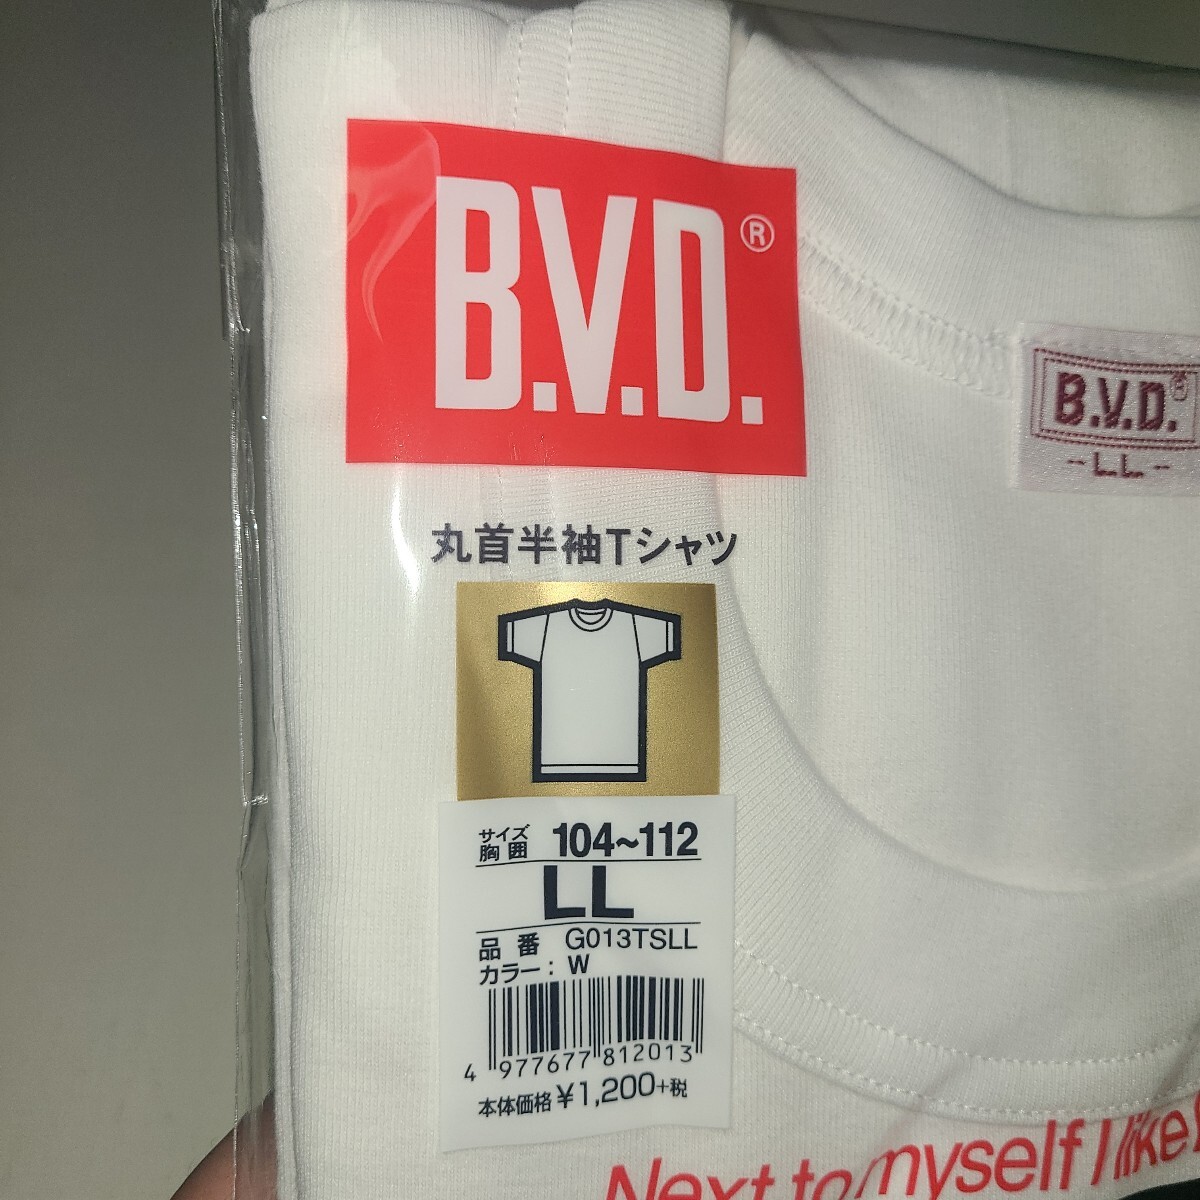 B.V.D.®
B.V.D.®
-LL-
丸首半袖Tシャツ
サイズ
胸囲 104~112
LL
品番 G013TSLL
カラー: W
4 977677 812013
本体価格 ¥1,200+税
Next to myself I like